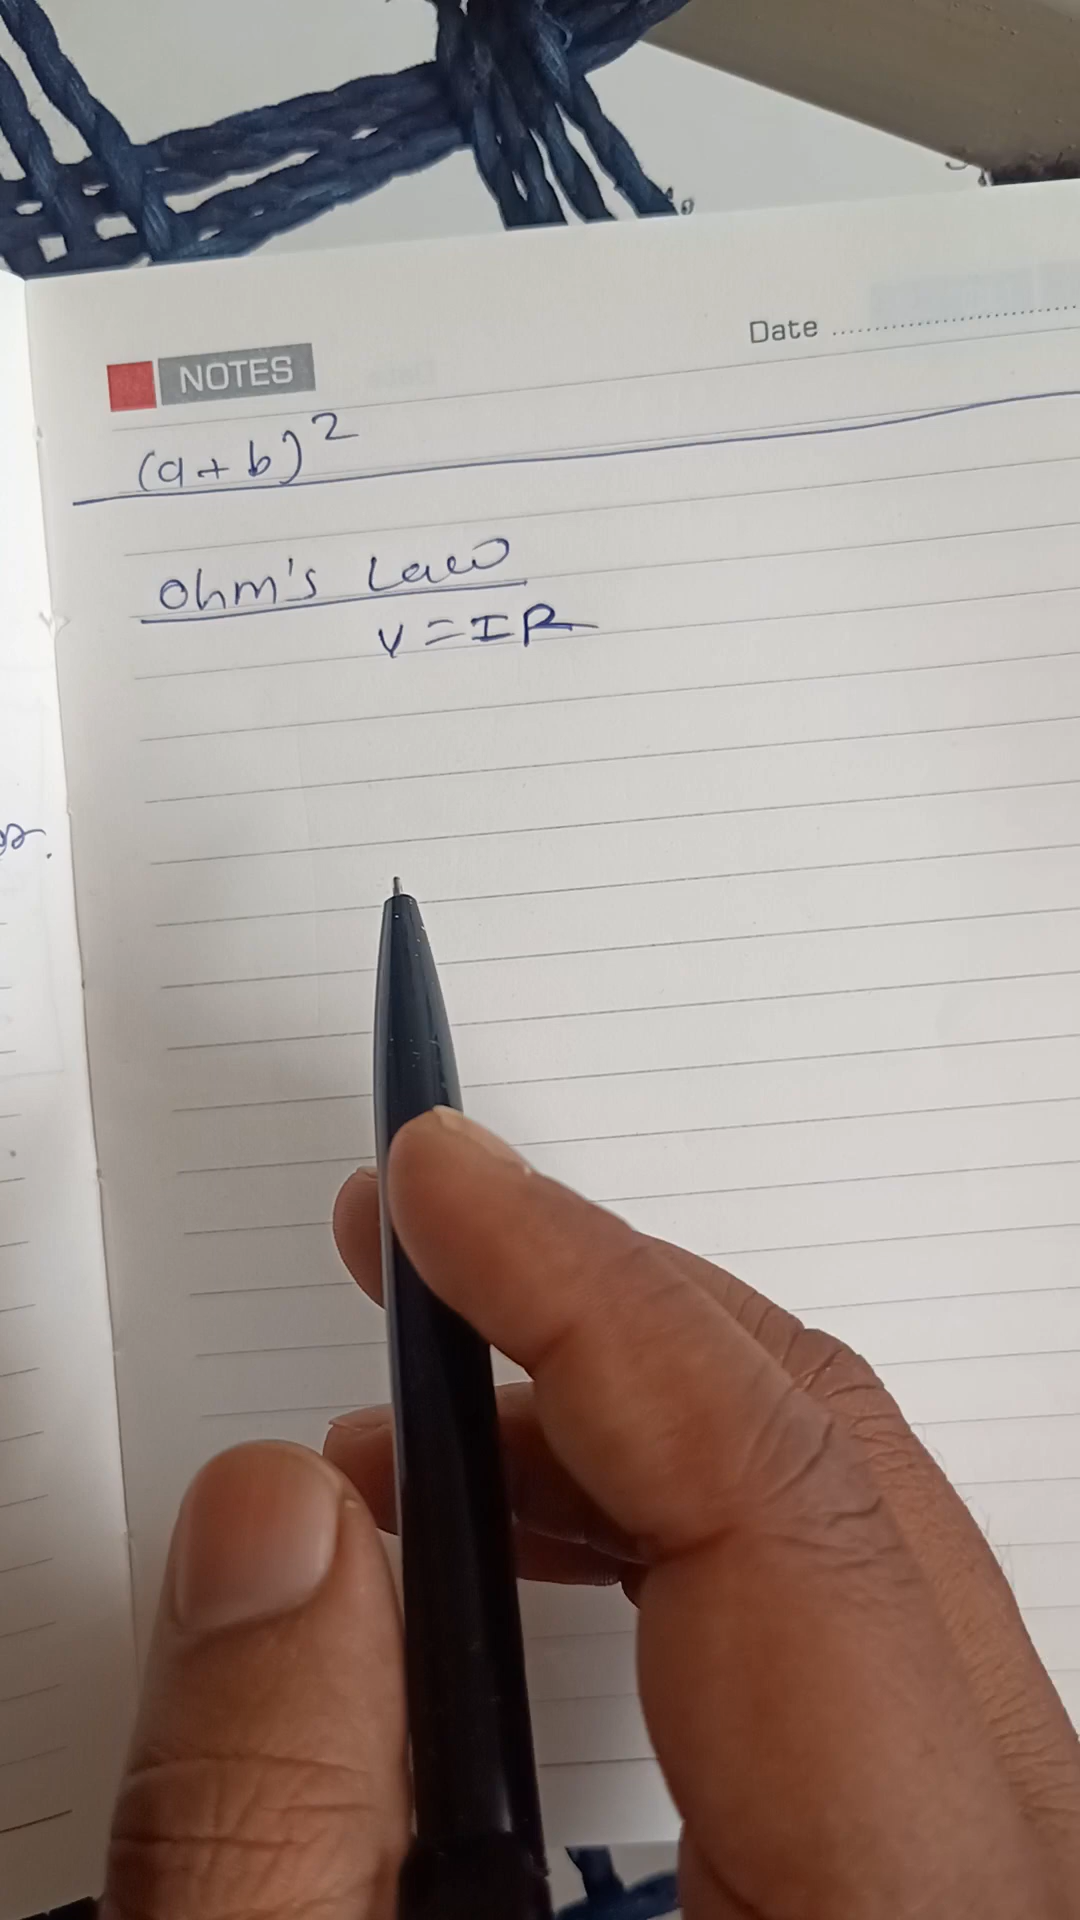 Date
NOTES
(a+b)²
Ohm's Law
V=IR